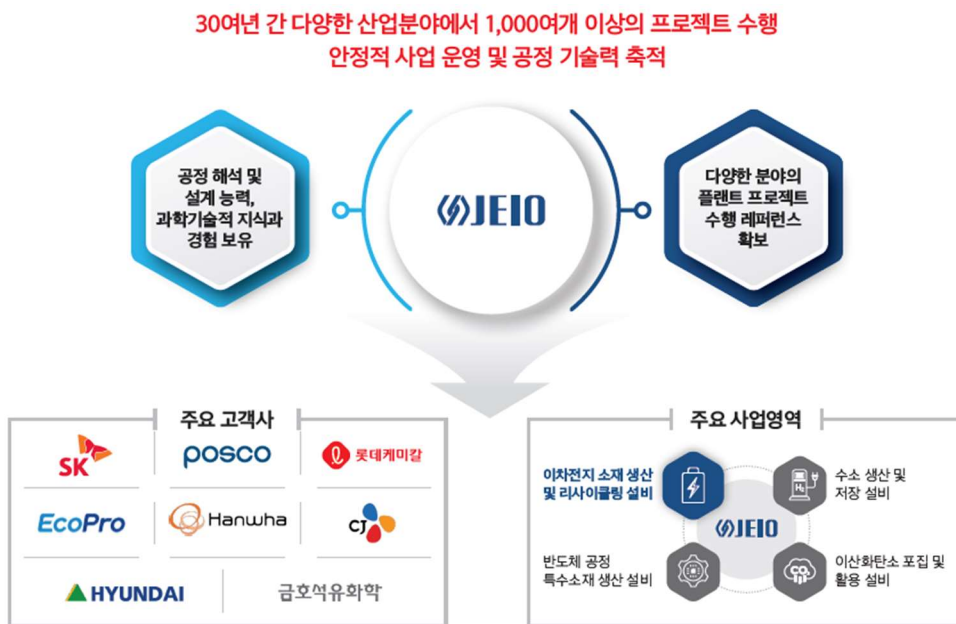 30여년 간 다양한 산업분야에서 1,000여개 이상의 프로젝트 수행
안정적 사업 운영 및 공정 기술력 축적
공정 해석 및
설계 능력,
과학기술적 지식과
경험 보유
JEIO
다양한 분야의
플랜트 프로젝트
수행 레퍼런스
확보
주요 고객사
SK
posco
롯데케미칼
EcoPro
Hanwha
CJ
HYUNDAI
금호석유화학
주요 사업영역
이차전지 소재 생산
및 리사이클링 설비
H₂
수소 생산 및
저장 설비
JEIO
반도체 공정
특수소재 생산 설비
CO₂
이산화탄소 포집 및
활용 설비